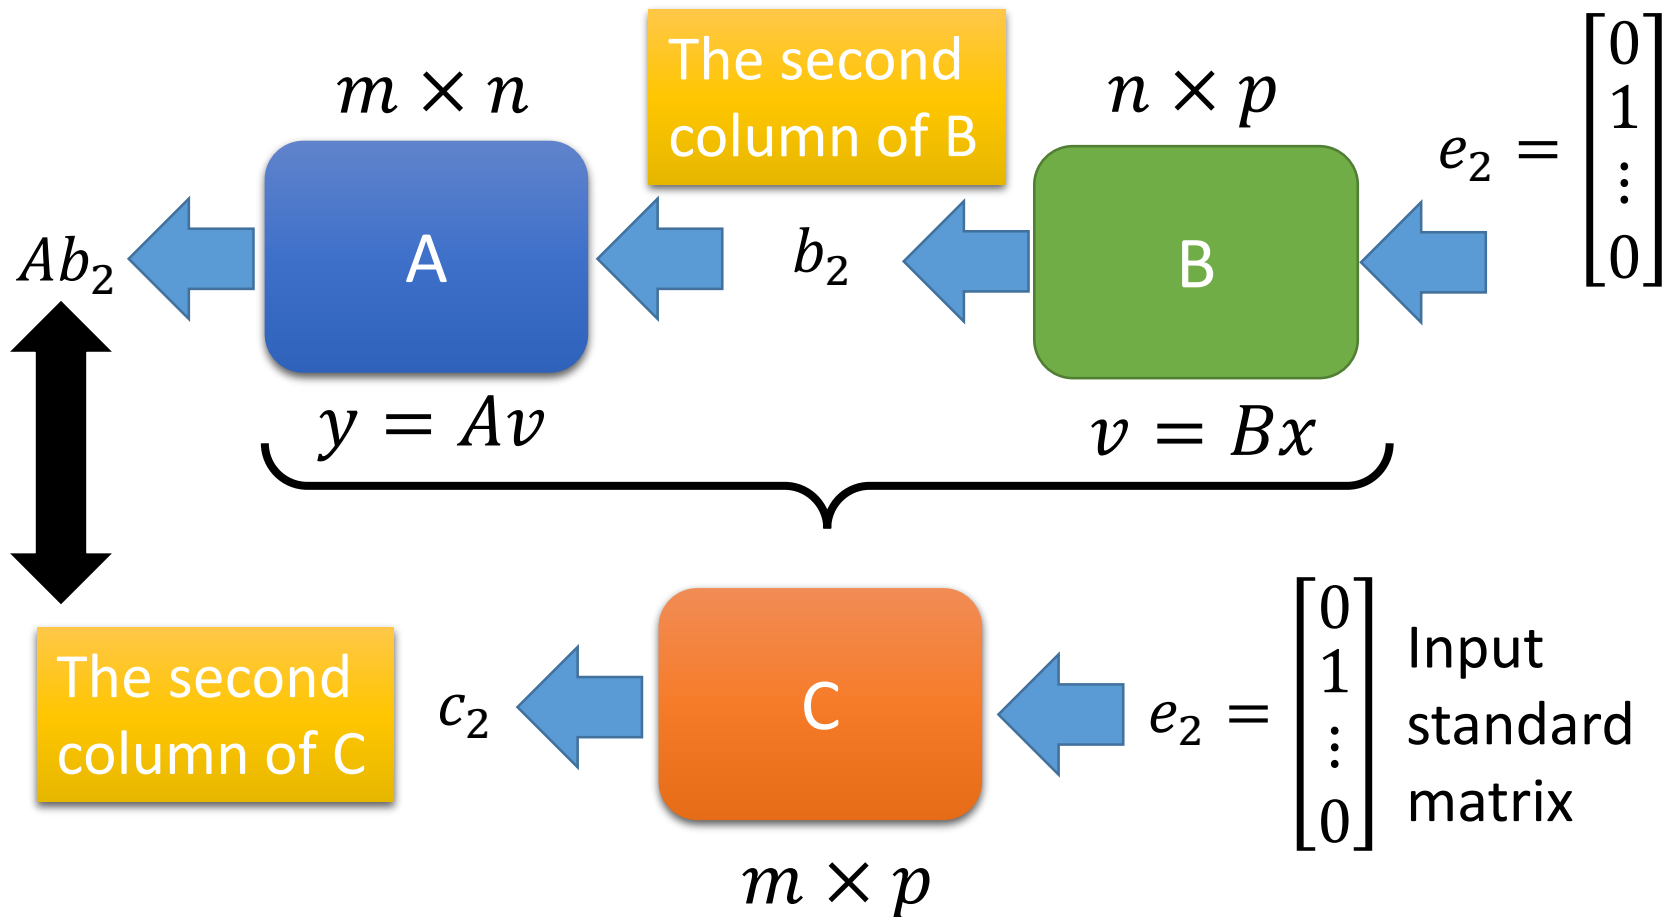 m × n
The second
column of B
n × p
e₂ = [0 1 ⋮ 0]
Ab₂
A
b₂
B
y = Av
v = Bx
The second
column of C
c₂
C
e₂ = [0 1 ⋮ 0]
Input
standard
matrix
m × p